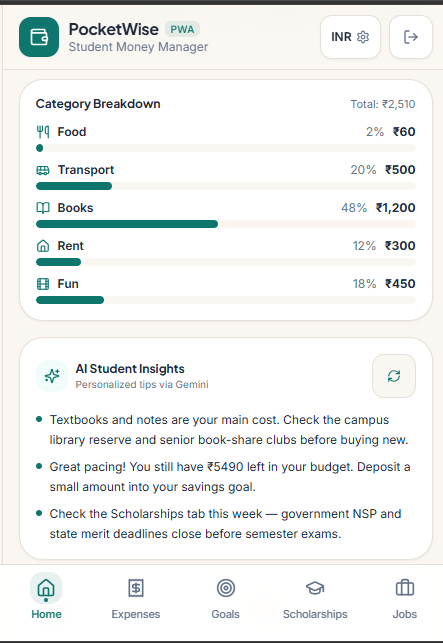 PocketWise PWA
Student Money Manager
INR
Category Breakdown Total: ₹2,510
Food 2% ₹60
Transport 20% ₹500
Books 48% ₹1,200
Rent 12% ₹300
Fun 18% ₹450
AI Student Insights
Personalized tips via Gemini
Textbooks and notes are your main cost. Check the campus
library reserve and senior book-share clubs before buying new.
Great pacing! You still have ₹5490 left in your budget. Deposit a
small amount into your savings goal.
Check the Scholarships tab this week — government NSP and
state merit deadlines close before semester exams.
Home Expenses Goals Scholarships Jobs